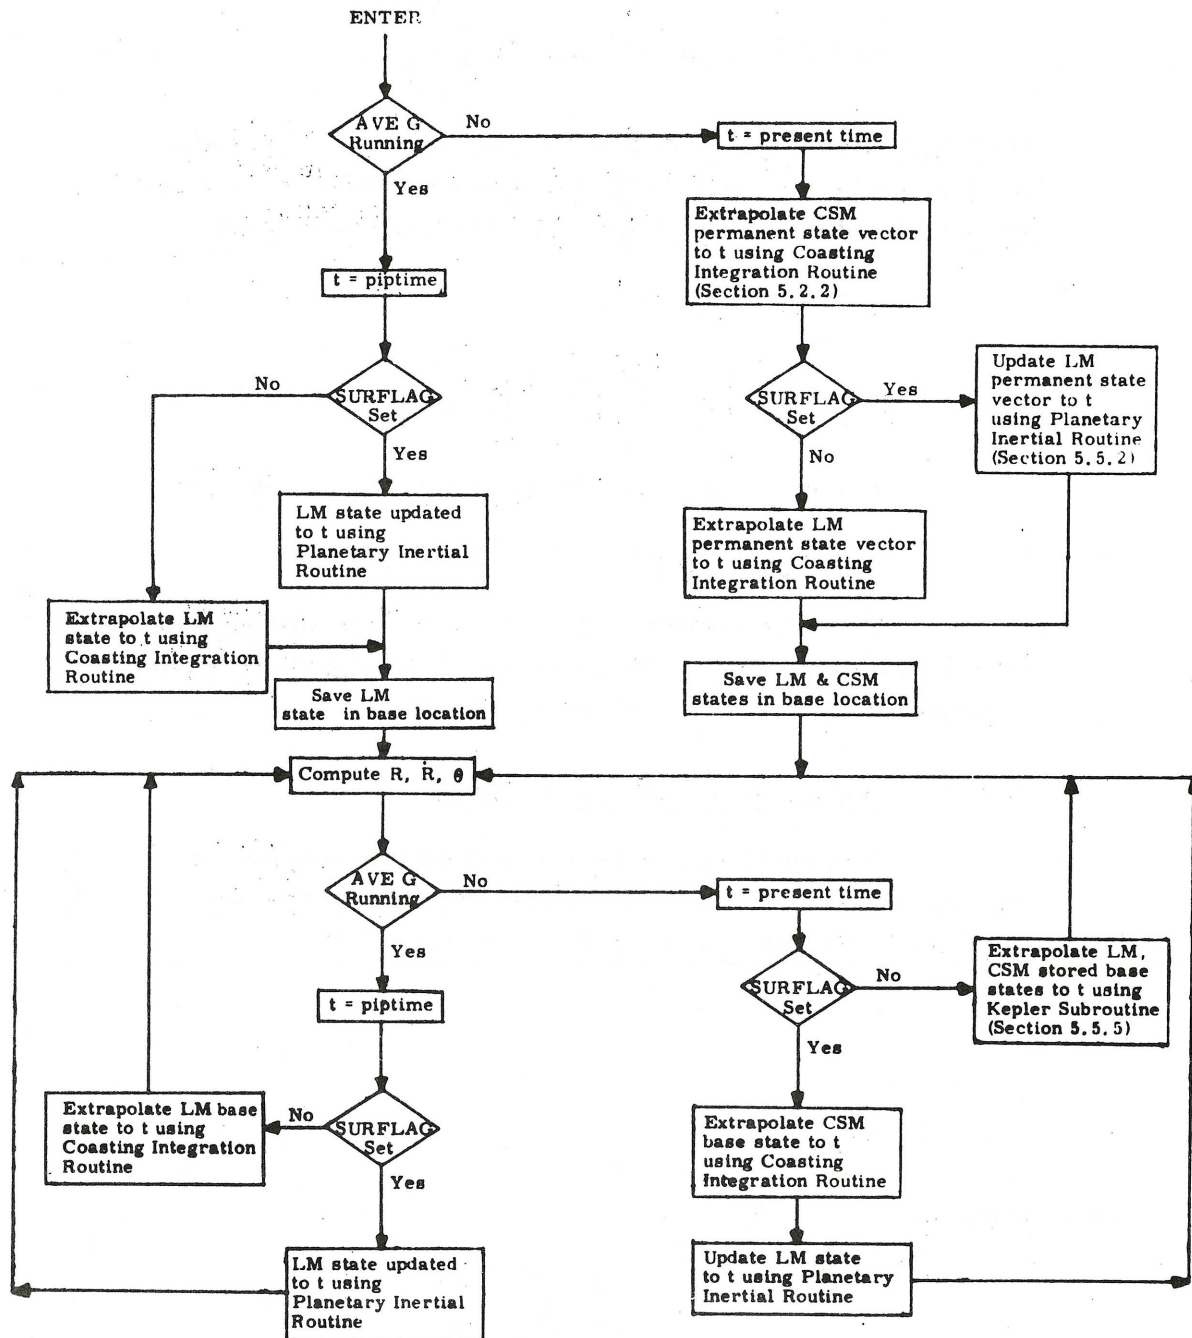 ENTER
AVE G
Running
No
Yes
t = present time
Extrapolate CSM
permanent state vector
to t using Coasting
Integration Routine
(Section 5.2.2)
t = piptime
SURFLAG
Set
No
Yes
SURFLAG
Set
Yes
No
Update LM
permanent state
vector to t
using Planetary
Inertial Routine
(Section 5.5.2)
LM state updated
to t using
Planetary Inertial
Routine
Extrapolate LM
permanent state vector
to t using Coasting
Integration Routine
Extrapolate LM
state to t using
Coasting Integration
Routine
Save LM
state in base location
Save LM & CSM
states in base location
Compute R, Ṙ, θ
AVE G
Running
No
Yes
t = present time
t = piptime
SURFLAG
Set
No
Yes
Extrapolate LM,
CSM stored base
states to t using
Kepler Subroutine
(Section 5.5.5)
Extrapolate LM base
state to t using
Coasting Integration
Routine
No
SURFLAG
Set
Yes
Extrapolate CSM
base state to t
using Coasting
Integration Routine
LM state updated
to t using
Planetary Inertial
Routine
Update LM state
to t using Planetary
Inertial Routine